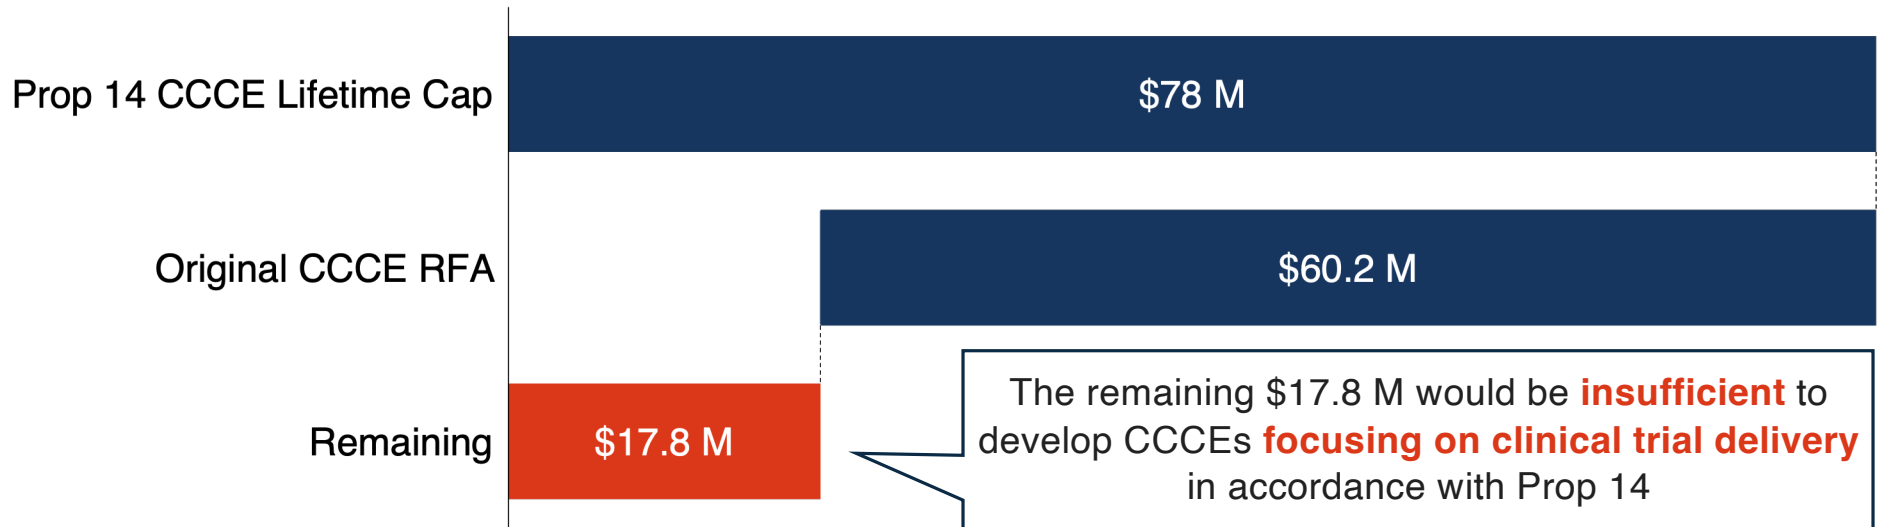 Prop 14 CCCE Lifetime Cap
$78 M
Original CCCE RFA
$60.2 M
Remaining
$17.8 M
The remaining $17.8 M would be insufficient to
develop CCCEs focusing on clinical trial delivery
in accordance with Prop 14